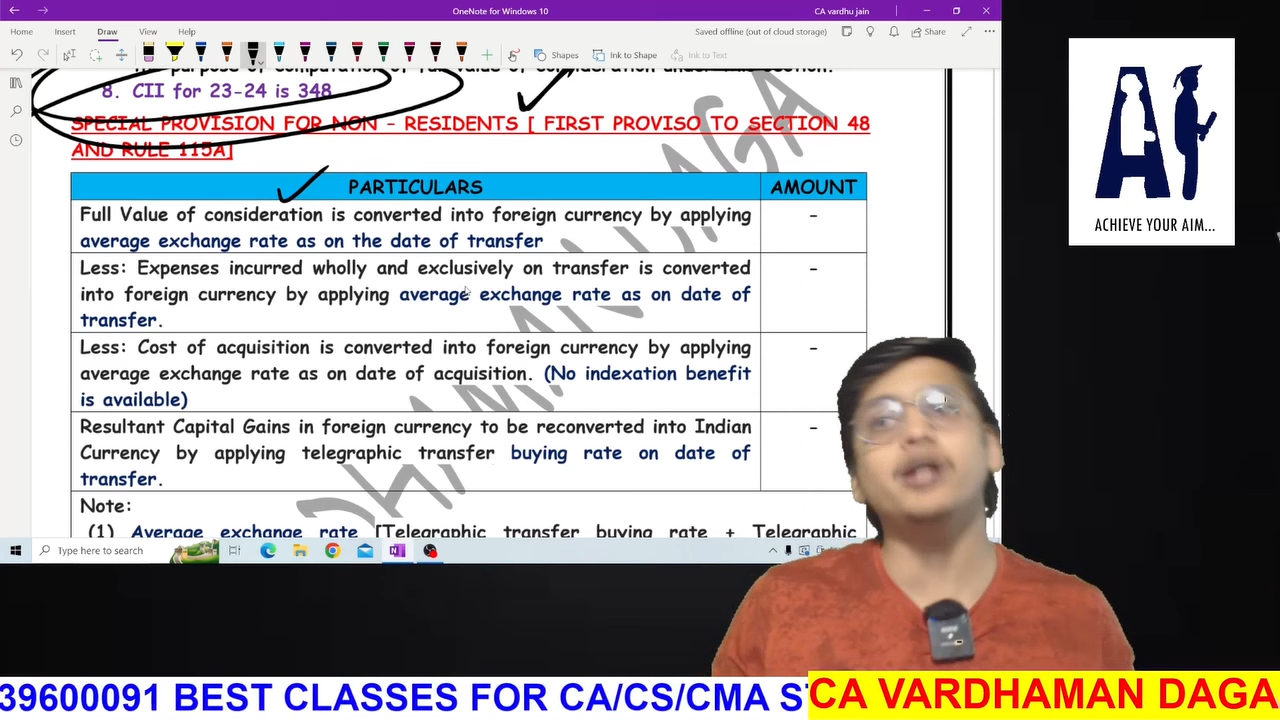 OneNote for Windows 10
CA vardhu jain
Home Insert Draw View Help
Saved offline (out of cloud storage)
Share
Shapes
Ink to Shape
Ink to Text
8. CII for 23-24 is 348
SPECIAL PROVISION FOR NON – RESIDENTS [ FIRST PROVISO TO SECTION 48
AND RULE 115A]
PARTICULARS AMOUNT
Full Value of consideration is converted into foreign currency by applying –
average exchange rate as on the date of transfer
Less: Expenses incurred wholly and exclusively on transfer is converted –
into foreign currency by applying average exchange rate as on date of
transfer.
Less: Cost of acquisition is converted into foreign currency by applying –
average exchange rate as on date of acquisition. (No indexation benefit
is available)
Resultant Capital Gains in foreign currency to be reconverted into Indian –
Currency by applying telegraphic transfer buying rate on date of
transfer.
Note:
(1) Average exchange rate [Telegraphic transfer buying rate + Telegraphic
Type here to search
ACHIEVE YOUR AIM...
39600091 BEST CLASSES FOR CA/CS/CMA S
CA VARDHAMAN DAGA